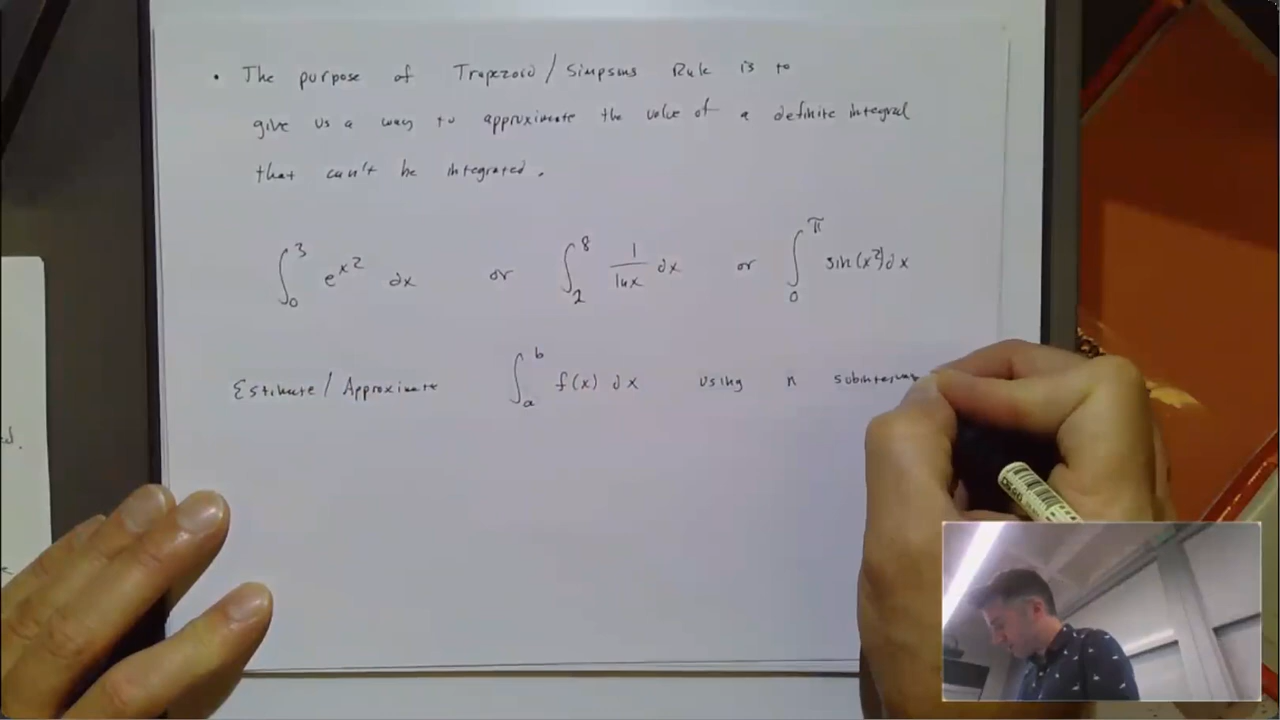 • The purpose of Trapezoid / Simpsons Rule is to
give us a way to approximate the value of a definite integral
that can't be integrated.
∫₀³ e^x² dx or ∫₂⁸ 1/lnx dx or ∫₀^π sin(x²)dx
Estimate / Approximate ∫ₐᵇ f(x) dx using n subinterva